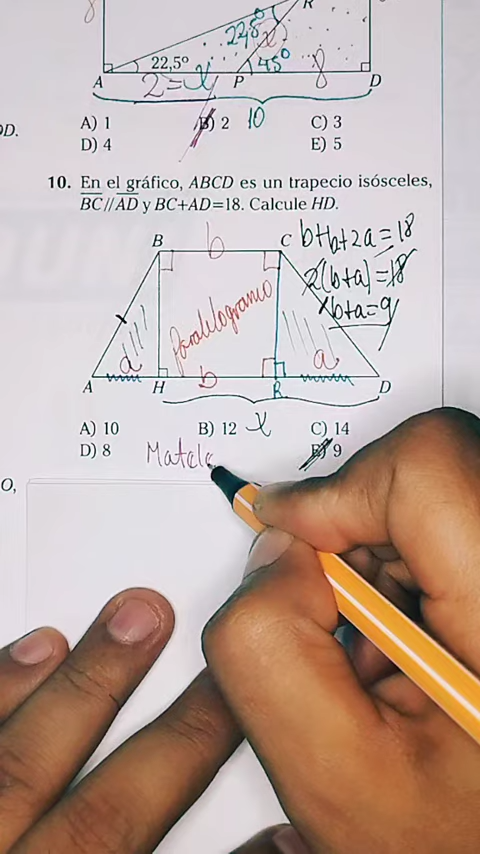 R
22,5°
x
22,5°
45°
2=x
8
A
P
D
10
OD.
A) 1
B) 2
C) 3
D) 4
E) 5
10. En el gráfico, ABCD es un trapecio isósceles,
BC//AD y BC+AD=18. Calcule HD.
B
b
C
b+b+2a=18
2(b+a)=18
b+a=9
Paralelogramo
a
b
a
A
H
R
D
A) 10
B) 12
x
C) 14
D) 8
E) 9
O,